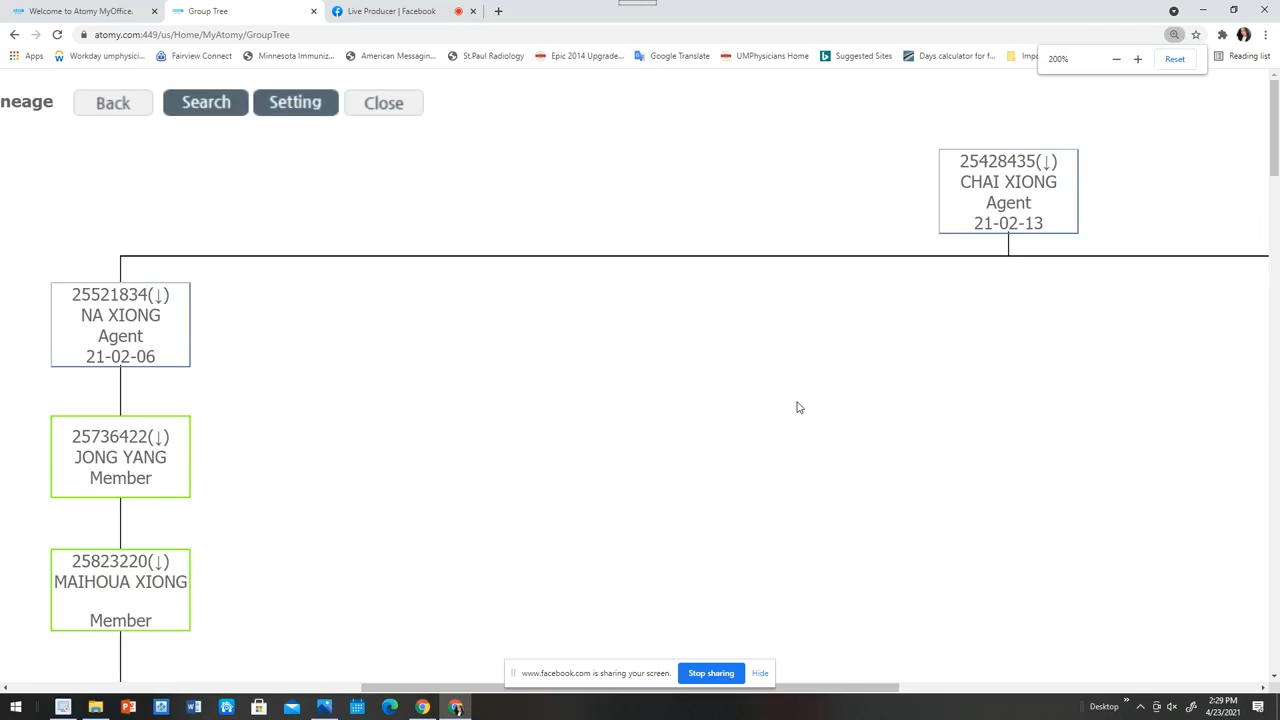 Welcome to Atomy MyOffice.
Group Tree
Live Producer | Facebook
atomy.com:449/us/Home/MyAtomy/GroupTree
Apps
Workday umphysici...
Fairview Connect
Minnesota Immuniz...
American Messagin...
St.Paul Radiology
Epic 2014 Upgrade...
Google Translate
UMPhysicians Home
Suggested Sites
Days calculator for f...
Reading list
200%
Reset
neage
Back
Search
Setting
Close
25428435(↓)
CHAI XIONG
Agent
21-02-13
25521834(↓)
NA XIONG
Agent
21-02-06
25736422(↓)
JONG YANG
Member
25823220(↓)
MAIHOUA XIONG
Member
www.facebook.com is sharing your screen.
Stop sharing
Hide
Desktop
2:29 PM
4/23/2021